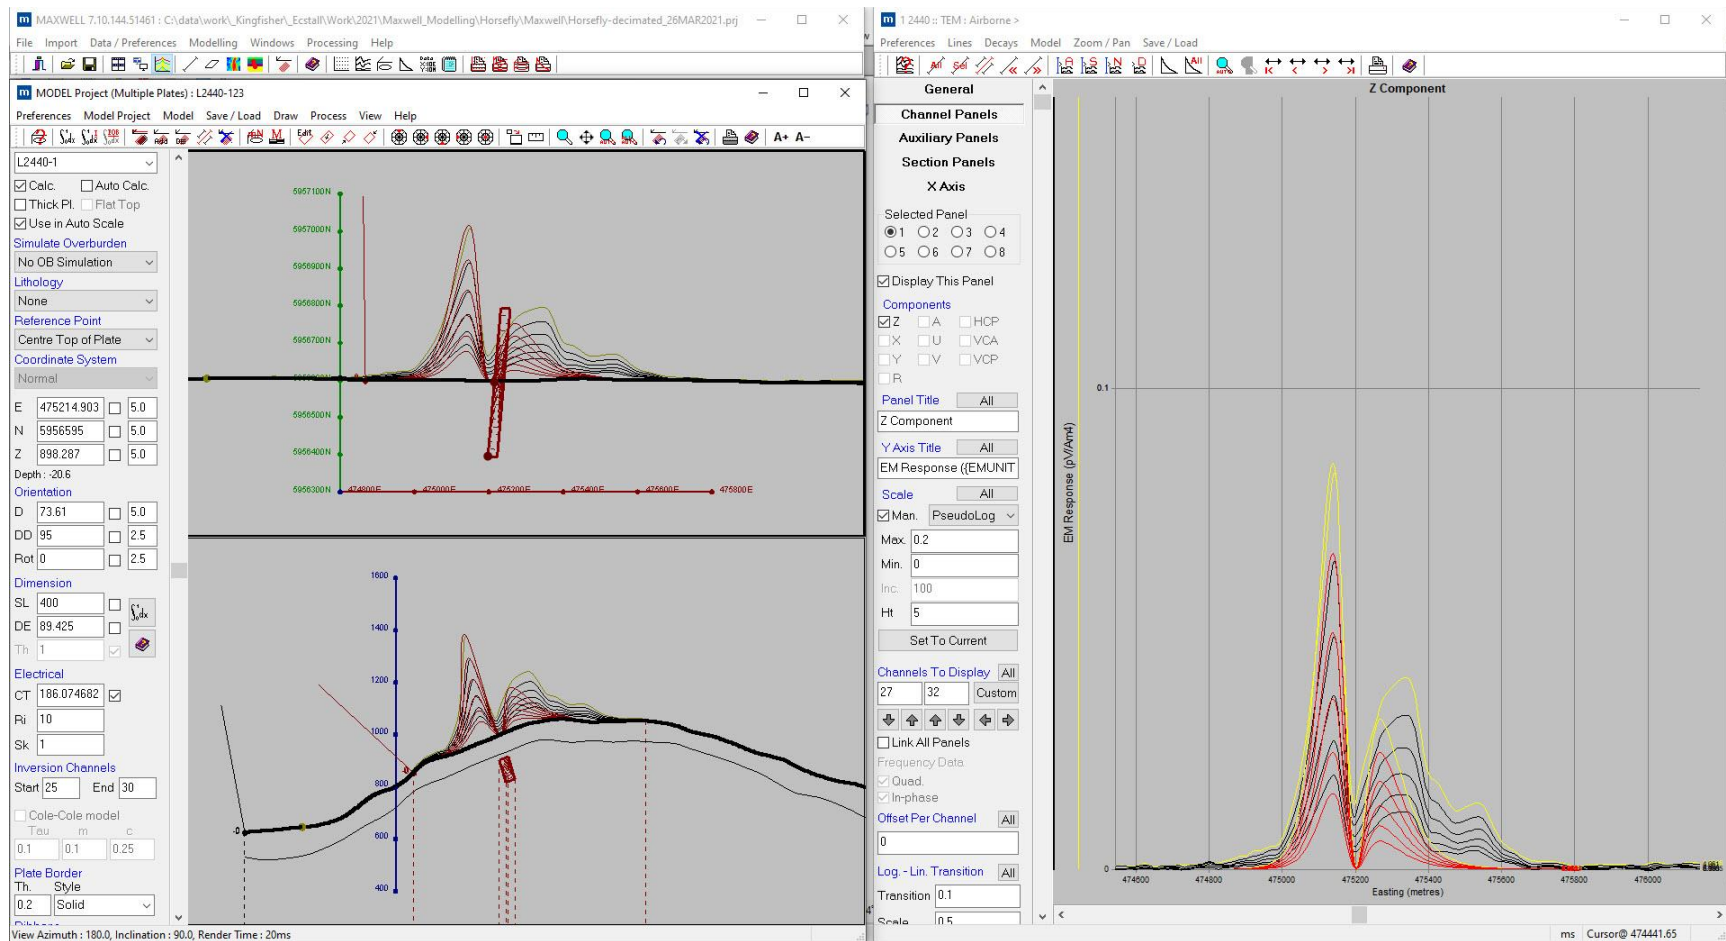 MAXWELL 7.10.144.51461 : C:\data\work\_Kingfisher\_Ecstall\Work\2021\Maxwell_Modelling\Horsefly\Maxwell\Horsefly-decimated_26MAR2021.prj
File Import Data / Preferences Modelling Windows Processing Help
MODEL Project (Multiple Plates) : L2440-123
Preferences Model Project Model Save / Load Draw Process View Help
A+ A-
L2440-1
Calc. Auto Calc.
Thick Pl. Flat Top
Use in Auto Scale
Simulate Overburden
No OB Simulation
Lithology
None
Reference Point
Centre Top of Plate
Coordinate System
Normal
E 475214.903 5.0
N 5956595 5.0
Z 898.287 5.0
Depth : -20.6
Orientation
D 73.61 5.0
DD 95 2.5
Rot 0 2.5
Dimension
SL 400
DE 89.425
Th 1
Electrical
CT 186.074682
Ri 10
Sk 1
Inversion Channels
Start 25 End 30
Cole-Cole model
Tau m c
0.1 0.1 0.25
Plate Border
Th. Style
0.2 Solid
View Azimuth : 180.0, Inclination : 90.0, Render Time : 20ms
5957100N
5957000N
5956900N
5956800N
5956700N
5956600N
5956500N
5956400N
5956300N
474800E 475000E 475200E 475400E 475600E 475800E
1600
1400
1200
1000
800
600
400
1 2440 :: TEM : Airborne >
Preferences Lines Decays Model Zoom / Pan Save / Load
General
Channel Panels
Auxiliary Panels
Section Panels
X Axis
Selected Panel
1 2 3 4
5 6 7 8
Display This Panel
Components
Z A HCP
X U VCA
Y V VCP
R
Panel Title All
Z Component
Y Axis Title All
EM Response ({EMUNIT
Scale All
Man. PseudoLog
Max. 0.2
Min. 0
Inc. 100
Ht 5
Set To Current
Channels To Display All
27 32 Custom
Link All Panels
Frequency Data
Quad.
In-phase
Offset Per Channel All
0
Log. - Lin. Transition All
Transition 0.1
Scale 0.5
Z Component
EM Response (pV/Am4)
0.1
0
474600 474800 475000 475200 475400 475600 475800 476000
Easting (metres)
ms Cursor@ 474441.65